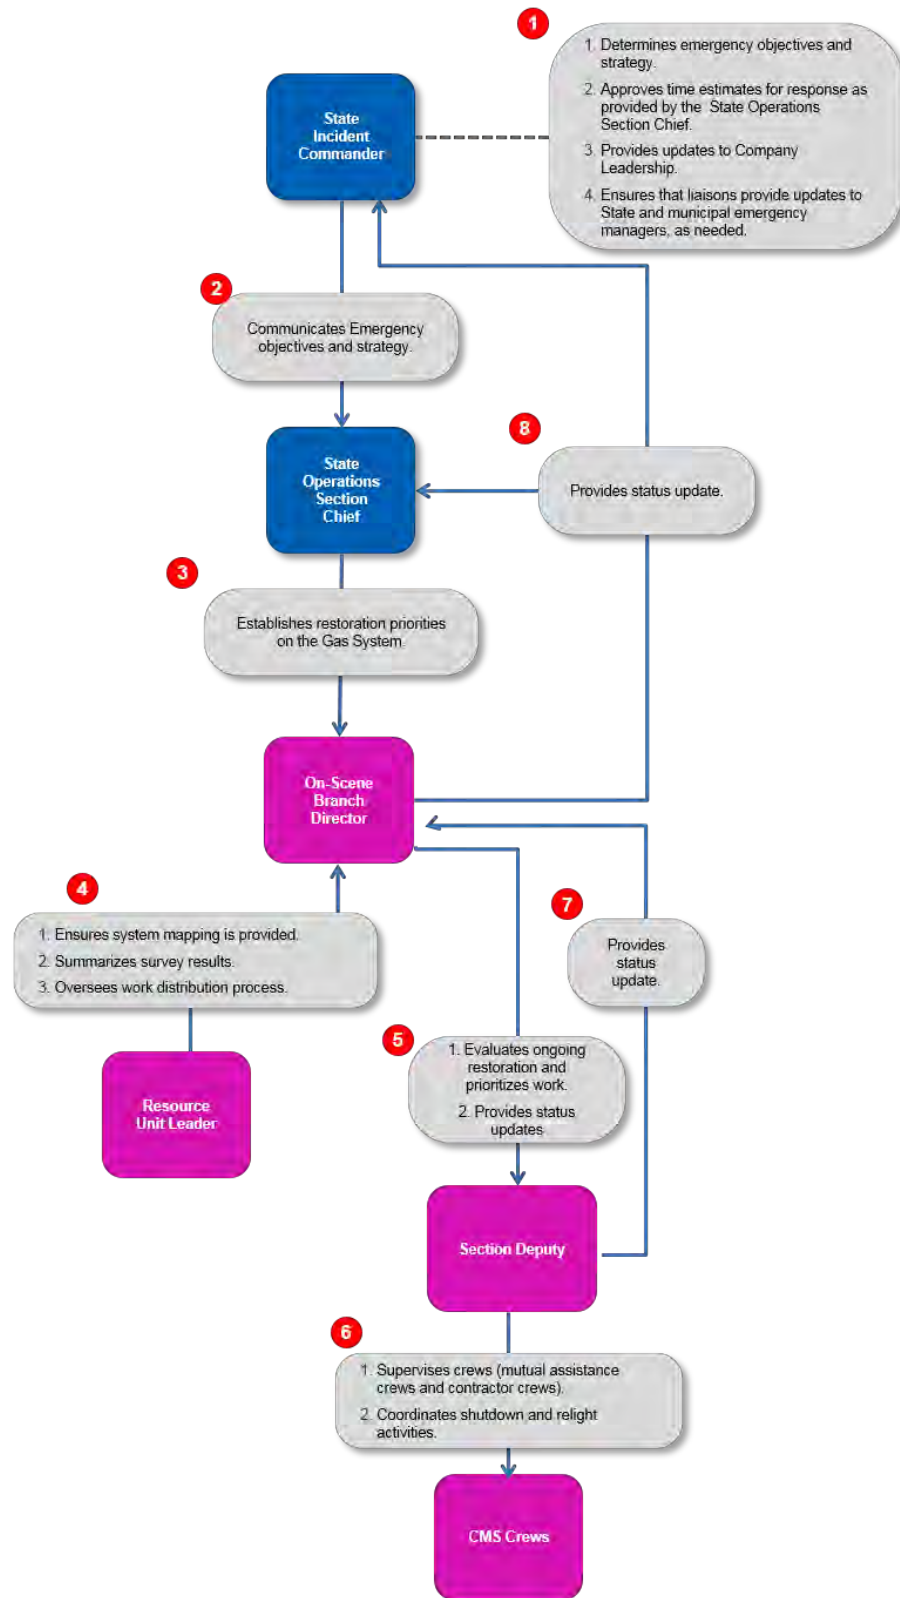 1
1. Determines emergency objectives and
strategy.
2. Approves time estimates for response as
provided by the State Operations
Section Chief.
3. Provides updates to Company
Leadership.
4. Ensures that liaisons provide updates to
State and municipal emergency
managers, as needed.
State
Incident
Commander
2
Communicates Emergency
objectives and strategy.
State
Operations
Section
Chief
8
Provides status update.
3
Establishes restoration priorities
on the Gas System
On-Scene
Branch
Director
4
1. Ensures system mapping is provided.
2. Summarizes survey results.
3. Oversees work distribution process.
Resource
Unit Leader
7
Provides
status
update.
5
1. Evaluates ongoing
restoration and
prioritizes work.
2. Provides status
updates
Section Deputy
6
1. Supervises crews (mutual assistance
crews and contractor crews).
2. Coordinates shutdown and relight
activities.
CMS Crews